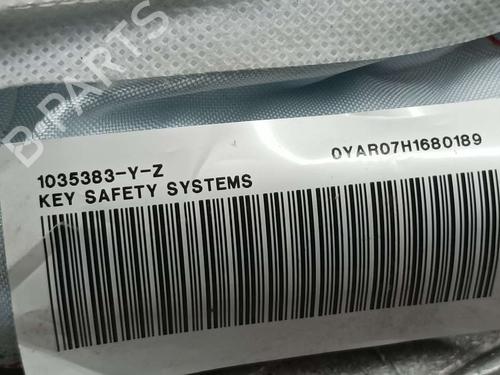 B-PARTS
1035383-Y-Z
0YAR07H1680189
KEY SAFETY SYSTEMS